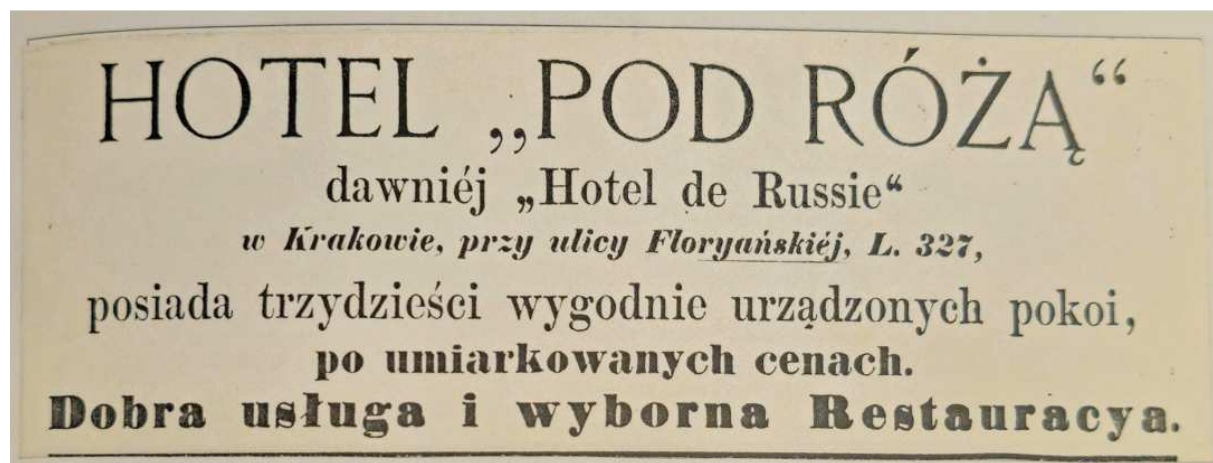 HOTEL „POD RÓŻĄ“
dawniéj „Hotel de Russie“
w Krakowie, przy ulicy Floryańskiéj, L. 327,
posiada trzydzieści wygodnie urządzonych pokoi,
po umiarkowanych cenach.
Dobra usługa i wyborna Restauracya.